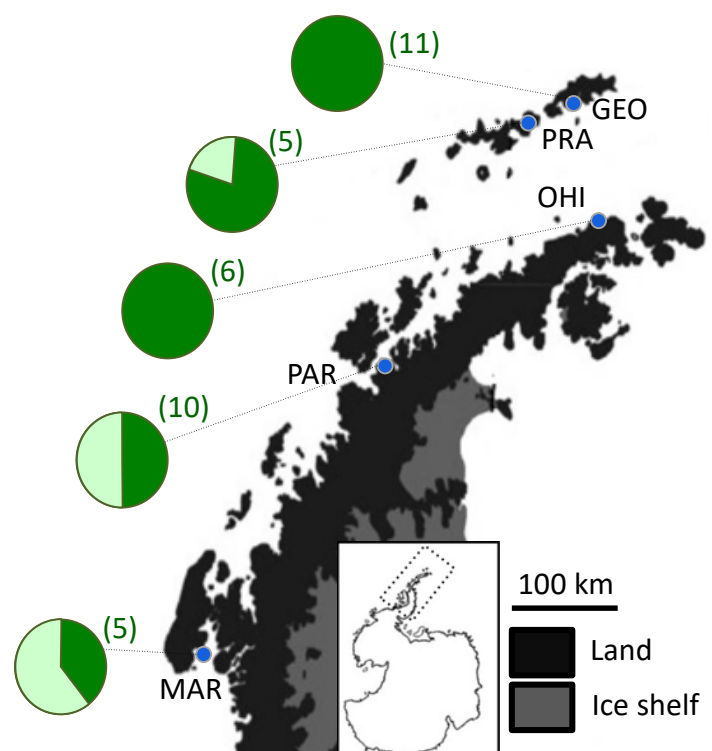 (11)
GEO
(5)
PRA
OHI
(6)
PAR
(10)
100 km
(5)
Land
MAR
Ice shelf